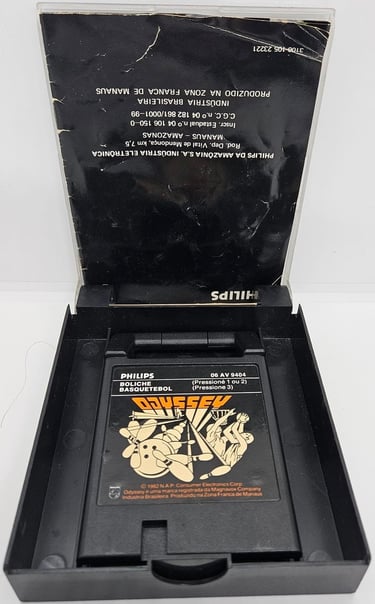 3108 105 23221
PRODUZIDO NA ZONA FRANCA DE MANAUS
INDÚSTRIA BRASILEIRA
C.G.C. n.º 04 182 861/0001-99
Inscr. Estadual n.º 04 106 150-0
MANAUS – AMAZONAS
Rod. Dep. Vital de Mendonça, km 7,5
PHILIPS DA AMAZÔNIA S.A. INDÚSTRIA ELETRÔNICA
PHILIPS
PHILIPS 06 AV 9404
BOLICHE (Pressione 1 ou 2)
BASQUETEBOL (Pressione 3)
ODYSSEY
© 1982 N.A.P. Consumer Electronics Corp.
Odyssey é uma marca registrada da Magnavox Company
Indústria Brasileira. Produzido na Zona Franca de Manaus